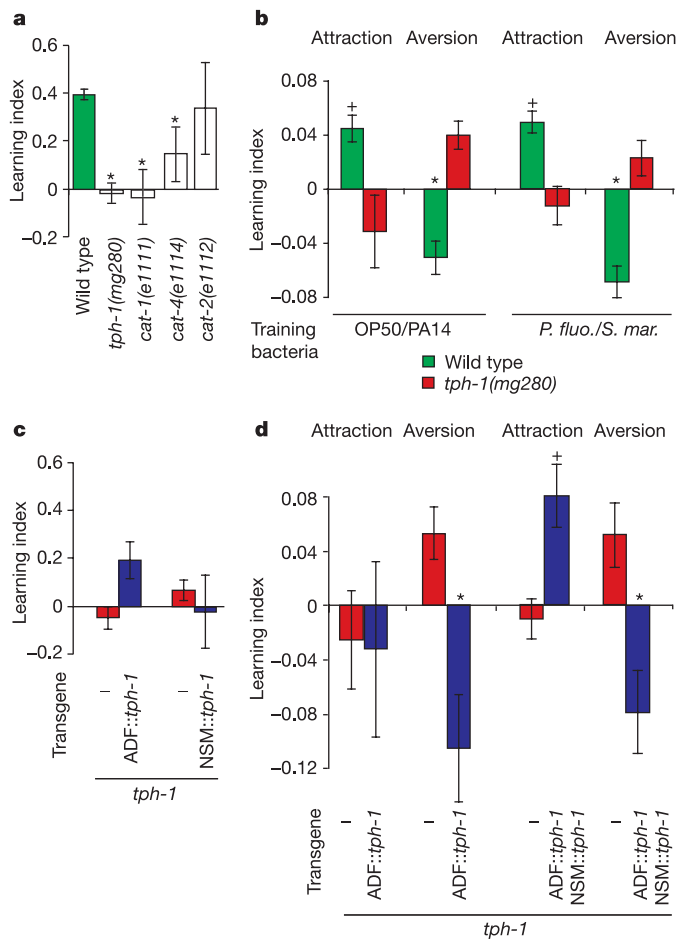 a
Learning index
0.6
0.4
0.2
0
–0.2
* * *
Wild type
tph-1(mg280)
cat-1(e1111)
cat-4(e1114)
cat-2(e1112)
b
Attraction Aversion Attraction Aversion
Learning index
0.08
0.04
0
–0.04
–0.08
+ * + *
Training bacteria
OP50/PA14 P. fluo./S. mar.
Wild type
tph-1(mg280)
c
Learning index
0.6
0.4
0.2
0
–0.2
Transgene
–
ADF::tph-1
–
NSM::tph-1
tph-1
d
Attraction Aversion Attraction Aversion
Learning index
0.08
0.04
0
–0.04
–0.08
–0.12
* + *
Transgene
–
ADF::tph-1
–
ADF::tph-1
–
ADF::tph-1
NSM::tph-1
–
ADF::tph-1
NSM::tph-1
tph-1